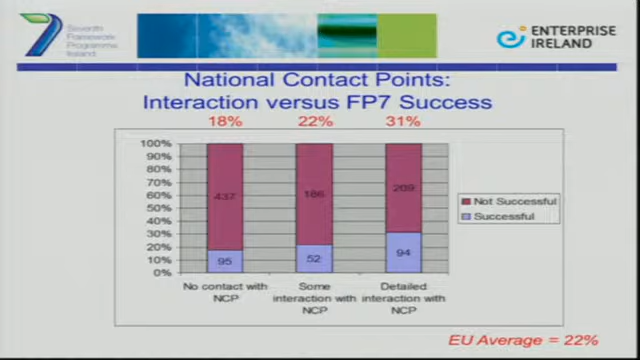 7
Seventh
Framework
Programme
Ireland
ENTERPRISE
IRELAND
National Contact Points:
Interaction versus FP7 Success
18% 22% 31%
100%
90%
80%
70%
60%
50%
40%
30%
20%
10%
0%
437 186 209
95 52 94
Not Successful
Successful
No contact with
NCP
Some
interaction with
NCP
Detailed
interaction with
NCP
EU Average = 22%